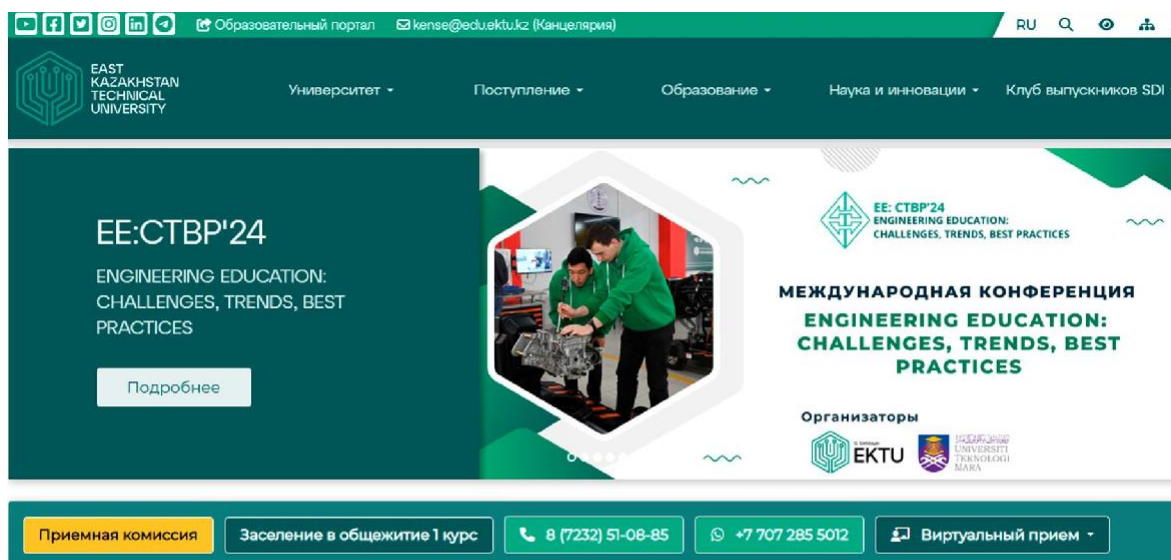 Образовательный портал kense@edu.ektu.kz (Канцелярия) RU
EAST
KAZAKHSTAN
TECHNICAL
UNIVERSITY
Университет Поступление Образование Наука и инновации Клуб выпускников SDI
EE:CTBP'24
ENGINEERING EDUCATION:
CHALLENGES, TRENDS, BEST
PRACTICES
Подробнее
EE: CTBP'24
ENGINEERING EDUCATION:
CHALLENGES, TRENDS, BEST PRACTICES
МЕЖДУНАРОДНАЯ КОНФЕРЕНЦИЯ
ENGINEERING EDUCATION:
CHALLENGES, TRENDS, BEST
PRACTICES
Организаторы
EKTU
UNIVERSITI
TEKNOLOGI
MARA
Приемная комиссия Заселение в общежитие 1 курс 8 (7232) 51-08-85 +7 707 285 5012 Виртуальный прием